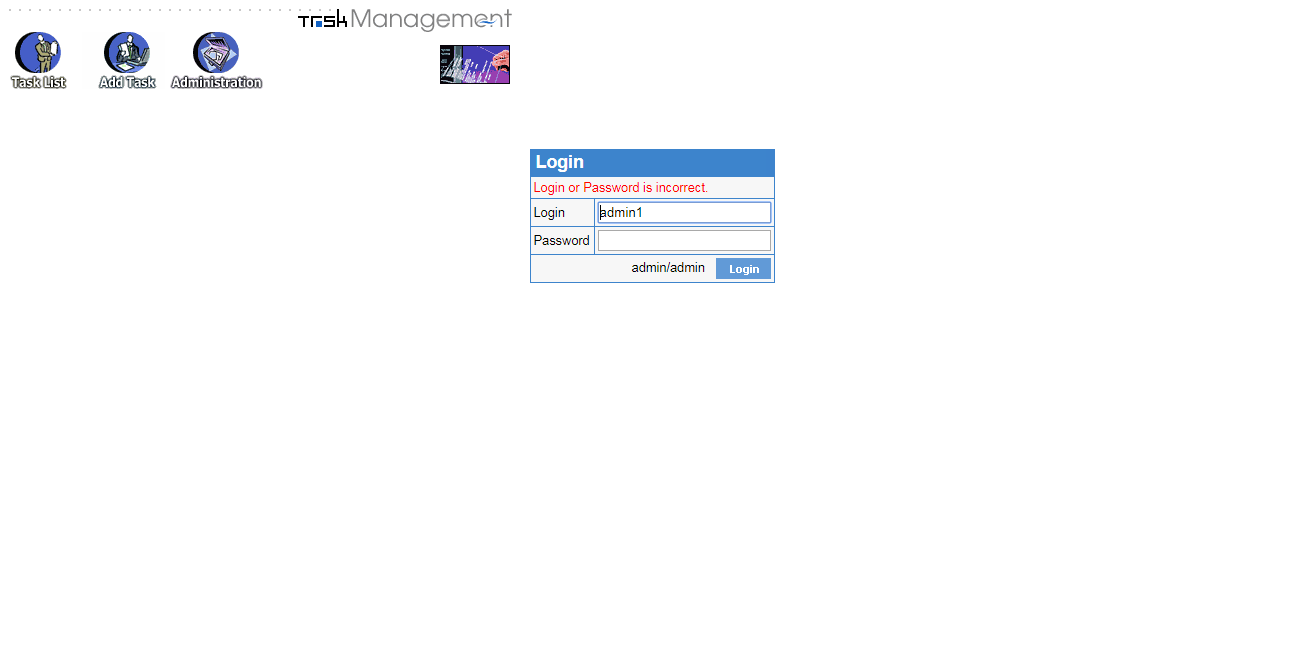 Task Management
Task List
Add Task
Administration
Login
Login or Password is incorrect.
Login
admin1
Password
admin/admin
Login